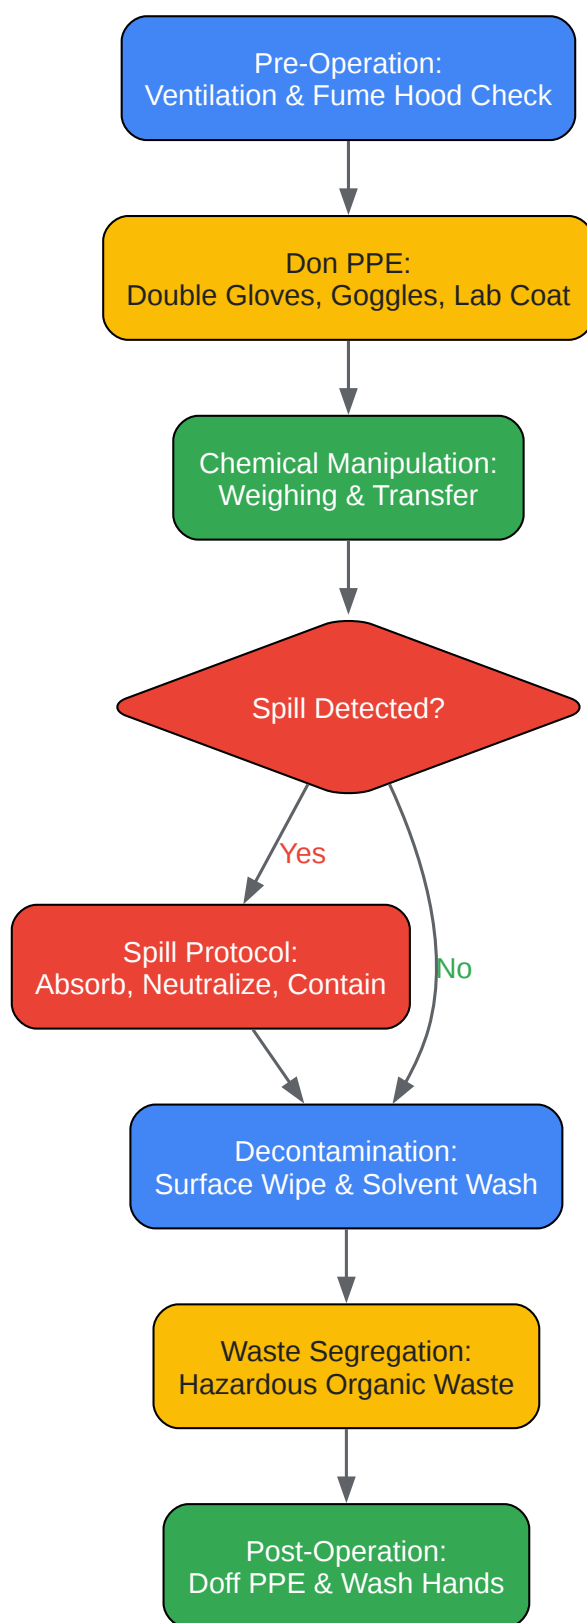 Pre-Operation:
Ventilation & Fume Hood Check
Don PPE:
Double Gloves, Goggles, Lab Coat
Chemical Manipulation:
Weighing & Transfer
Spill Detected?
Yes
Spill Protocol:
Absorb, Neutralize, Contain
No
Decontamination:
Surface Wipe & Solvent Wash
Waste Segregation:
Hazardous Organic Waste
Post-Operation:
Doff PPE & Wash Hands